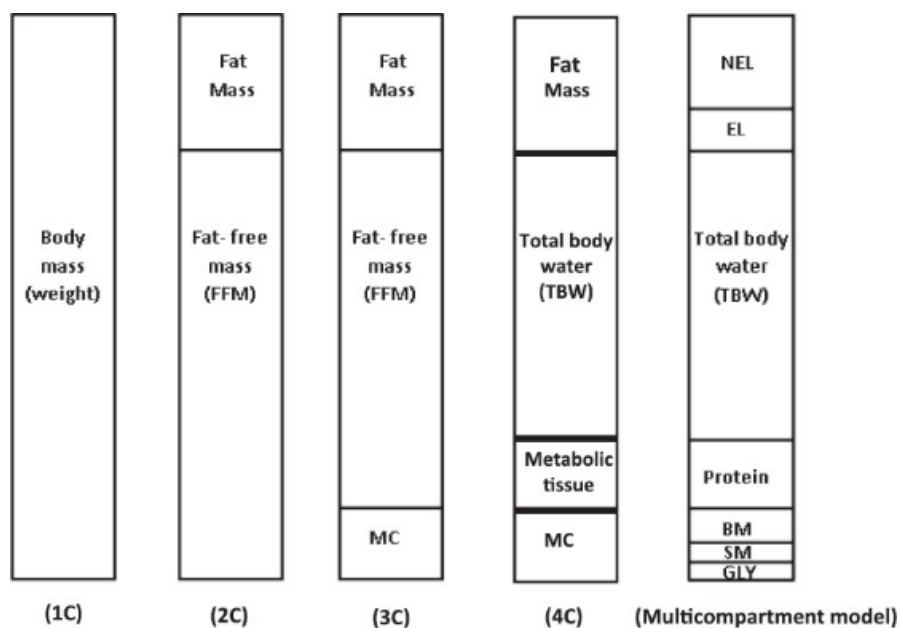 Body
mass
(weight)
(1C)
Fat
Mass
Fat- free
mass
(FFM)
(2C)
Fat
Mass
Fat- free
mass
(FFM)
MC
(3C)
Fat
Mass
Total body
water
(TBW)
Metabolic
tissue
MC
(4C)
NEL
EL
Total body
water
(TBW)
Protein
BM
SM
GLY
(Multicompartment model)